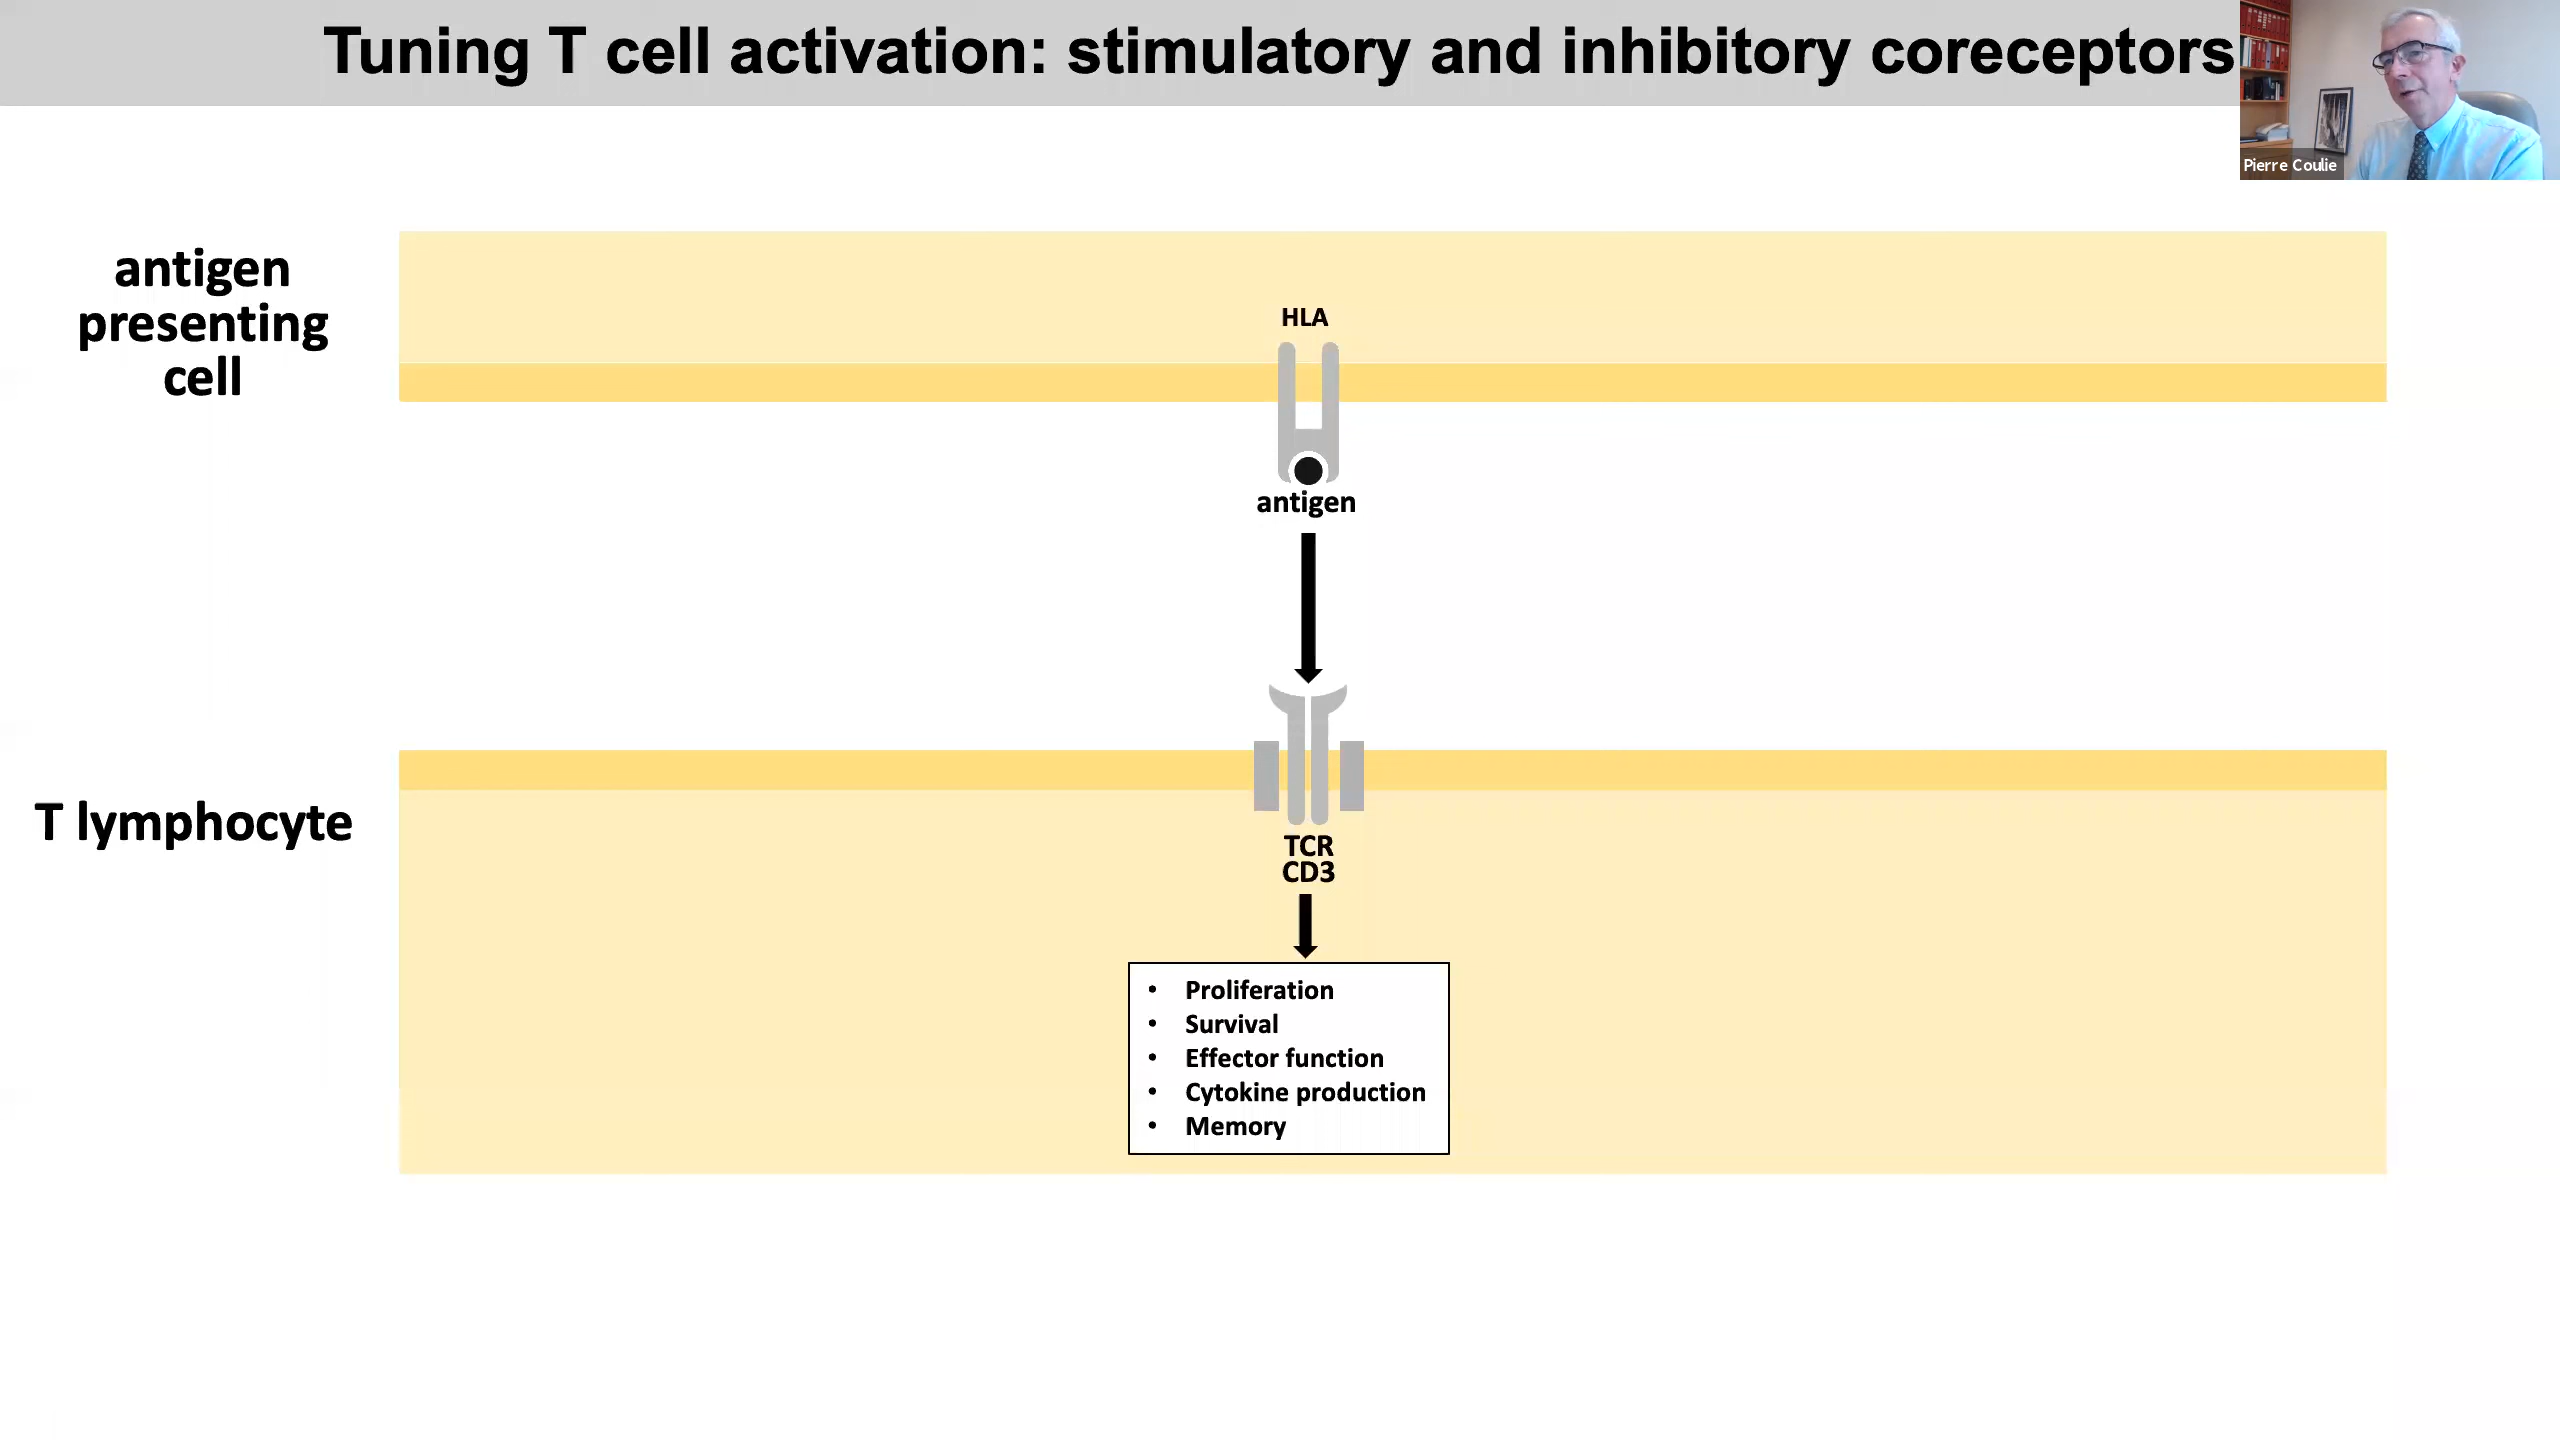 Tuning T cell activation: stimulatory and inhibitory coreceptors
Pierre Coulie
antigen
presenting
cell
HLA
antigen
T lymphocyte
TCR
CD3
• Proliferation
• Survival
• Effector function
• Cytokine production
• Memory